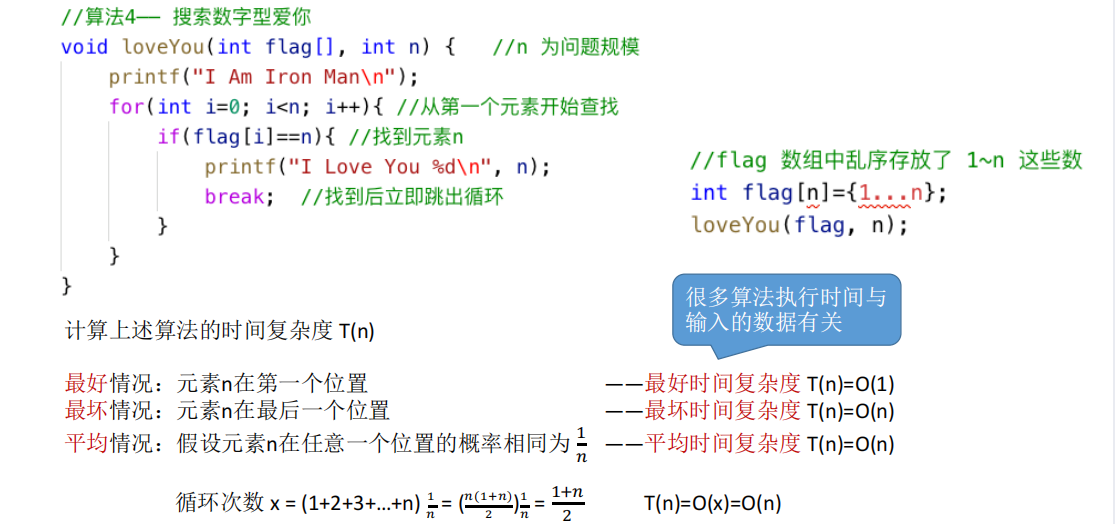 //算法4—— 搜索数字型爱你
void loveYou(int flag[], int n) {   //n 为问题规模
    printf("I Am Iron Man\n");
    for(int i=0; i<n; i++){ //从第一个元素开始查找
        if(flag[i]==n){ //找到元素n
            printf("I Love You %d\n", n);
            break;  //找到后立即跳出循环
        }
    }
}
//flag 数组中乱序存放了 1~n 这些数
int flag[n]={1...n};
loveYou(flag, n);
很多算法执行时间与
输入的数据有关
计算上述算法的时间复杂度 T(n)
最好情况：元素n在第一个位置 ——最好时间复杂度 T(n)=O(1)
最坏情况：元素n在最后一个位置 ——最坏时间复杂度 T(n)=O(n)
平均情况：假设元素n在任意一个位置的概率相同为 1/n ——平均时间复杂度 T(n)=O(n)
循环次数 x = (1+2+3+…+n) 1/n = (n(1+n)/2) 1/n = (1+n)/2 T(n)=O(x)=O(n)